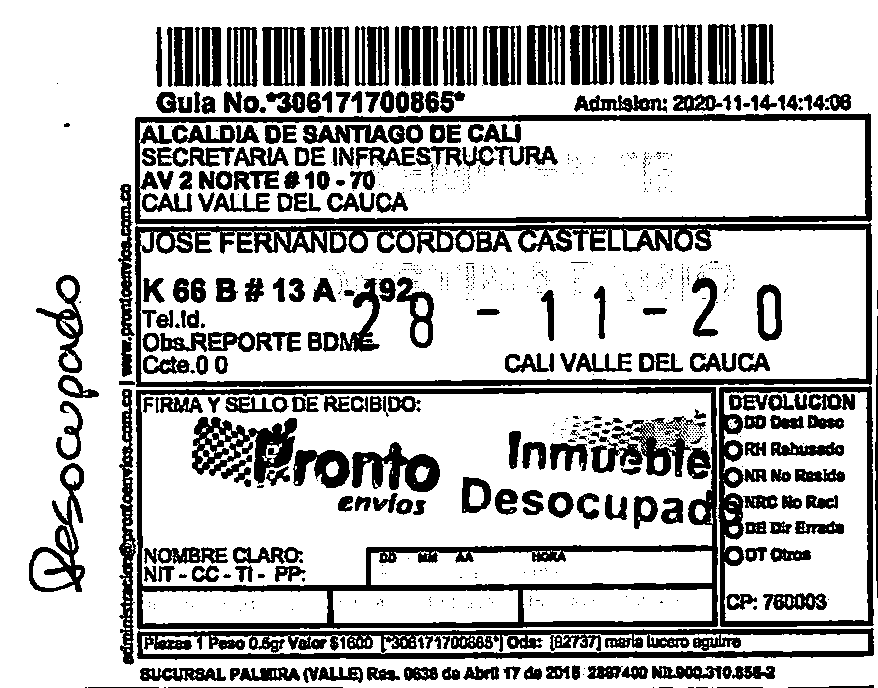 Guia No.*306171700865*
Admision: 2020-11-14-14:14:06
ALCALDIA DE SANTIAGO DE CALI
SECRETARIA DE INFRAESTRUCTURA
AV 2 NORTE # 10 - 70
CALI VALLE DEL CAUCA
JOSE FERNANDO CORDOBA CASTELLANOS
K 66 B # 13 A - 192
28 - 11 - 20
Tel.Id.
Obs.REPORTE BDME
Ccte.0 0
CALI VALLE DEL CAUCA
FIRMA Y SELLO DE RECIBIDO:
Pronto
envíos
Inmueble
Desocupado
NOMBRE CLARO:
NIT - CC - TI - PP:
DD MM AA HORA
DEVOLUCION
DD Dest Desc
RH Rehusado
NR No Reside
NRC No Recl
DE Dir Errada
OT Otros
CP: 760003
Piezas 1 Peso 0.5gr Valor $1600 [*306171700865*] Ods: [82737] maria lucero aguirre
SUCURSAL PALMIRA (VALLE) Res. 0636 de Abril 17 de 2015 2897400 Nit.900.310.856-2
administracion@prontoenvios.com.co | www.prontoenvios.com.co
Desocupado